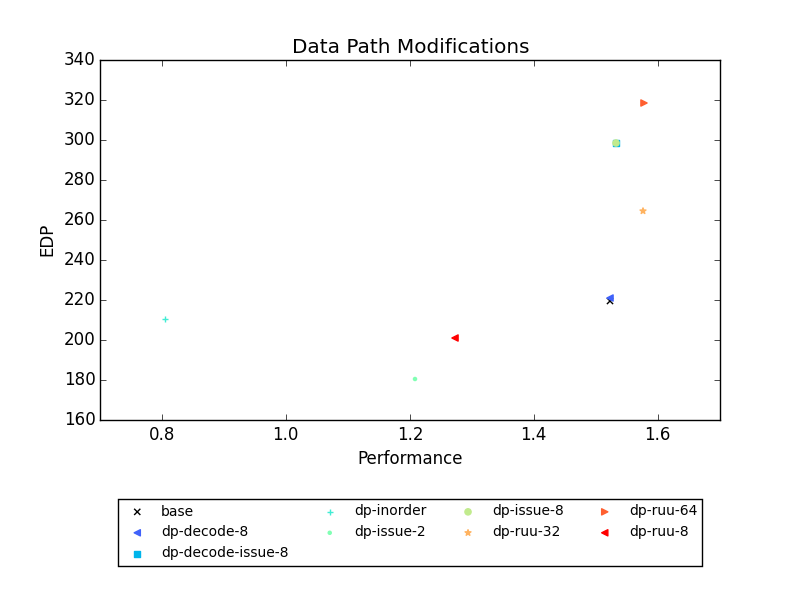 Data Path Modifications
340
320
300
280
260
240
220
200
180
160
EDP
0.8 1.0 1.2 1.4 1.6
Performance
base dp-inorder dp-issue-8 dp-ruu-64
dp-decode-8 dp-issue-2 dp-ruu-32 dp-ruu-8
dp-decode-issue-8